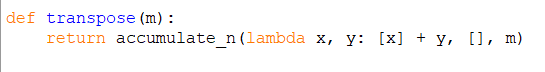 def transpose(m):
    return accumulate_n(lambda x, y: [x] + y, [], m)